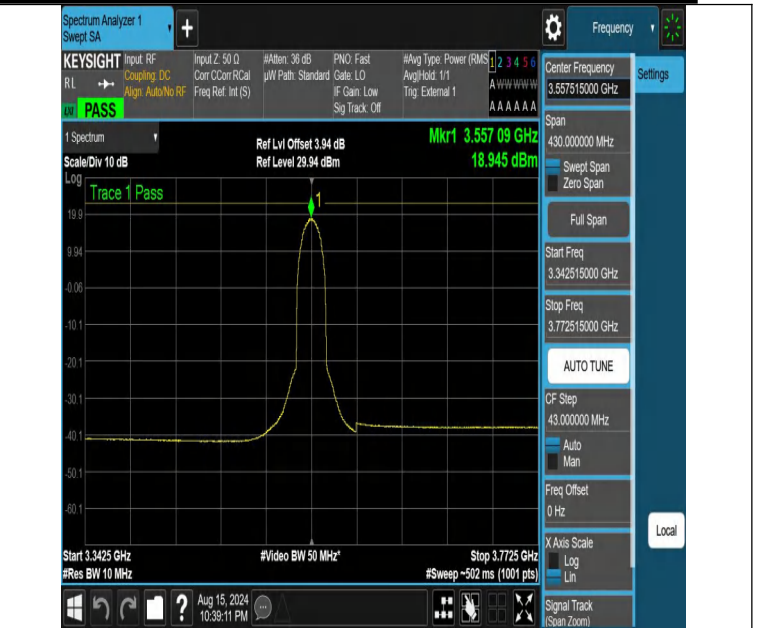 Spectrum Analyzer 1
Swept SA
Frequency
KEYSIGHT
RL
PASS
Input: RF
Coupling: DC
Align: Auto/No RF
Input Z: 50 Ω
Corr CCorr RCal
Freq Ref: Int (S)
#Atten: 36 dB
µW Path: Standard
PNO: Fast
Gate: LO
IF Gain: Low
Sig Track: Off
#Avg Type: Power (RMS
Avg|Hold: 1/1
Trig: External 1
1 2 3 4 5 6
A W W W W W
A A A A A A
Center Frequency
3.557515000 GHz
Settings
Span
430.000000 MHz
Swept Span
Zero Span
Full Span
Start Freq
3.342515000 GHz
Stop Freq
3.772515000 GHz
AUTO TUNE
CF Step
43.000000 MHz
Auto
Man
Freq Offset
0 Hz
X Axis Scale
Log
Lin
Local
Signal Track
(Span Zoom)
1 Spectrum
Scale/Div 10 dB
Ref Lvl Offset 3.94 dB
Ref Level 29.94 dBm
Mkr1 3.557 09 GHz
18.945 dBm
Log
Trace 1 Pass
1
19.9
9.94
-0.06
-10.1
-20.1
-30.1
-40.1
-50.1
-60.1
Start 3.3425 GHz
#Res BW 10 MHz
#Video BW 50 MHz*
Stop 3.7725 GHz
#Sweep ~502 ms (1001 pts)
?
Aug 15, 2024
10:39:11 PM